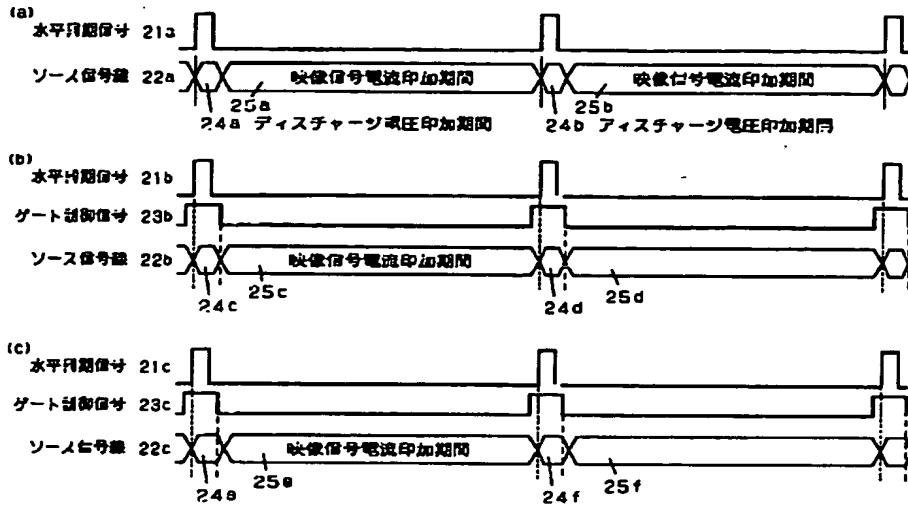 (a)
水平同期信号 21a
ソース信号線 22a 映像信号電流印加期間 映像信号電流印加期間
25a 25b
24a ディスチャージ電圧印加期間 24b ディスチャージ電圧印加期間
(b)
水平同期信号 21b
ゲート制御信号 23b
ソース信号線 22b 映像信号電流印加期間
24c 25c 24d 25d
(c)
水平同期信号 21c
ゲート制御信号 23c
ソース信号線 22c 映像信号電流印加期間
24e 25e 24f 25f